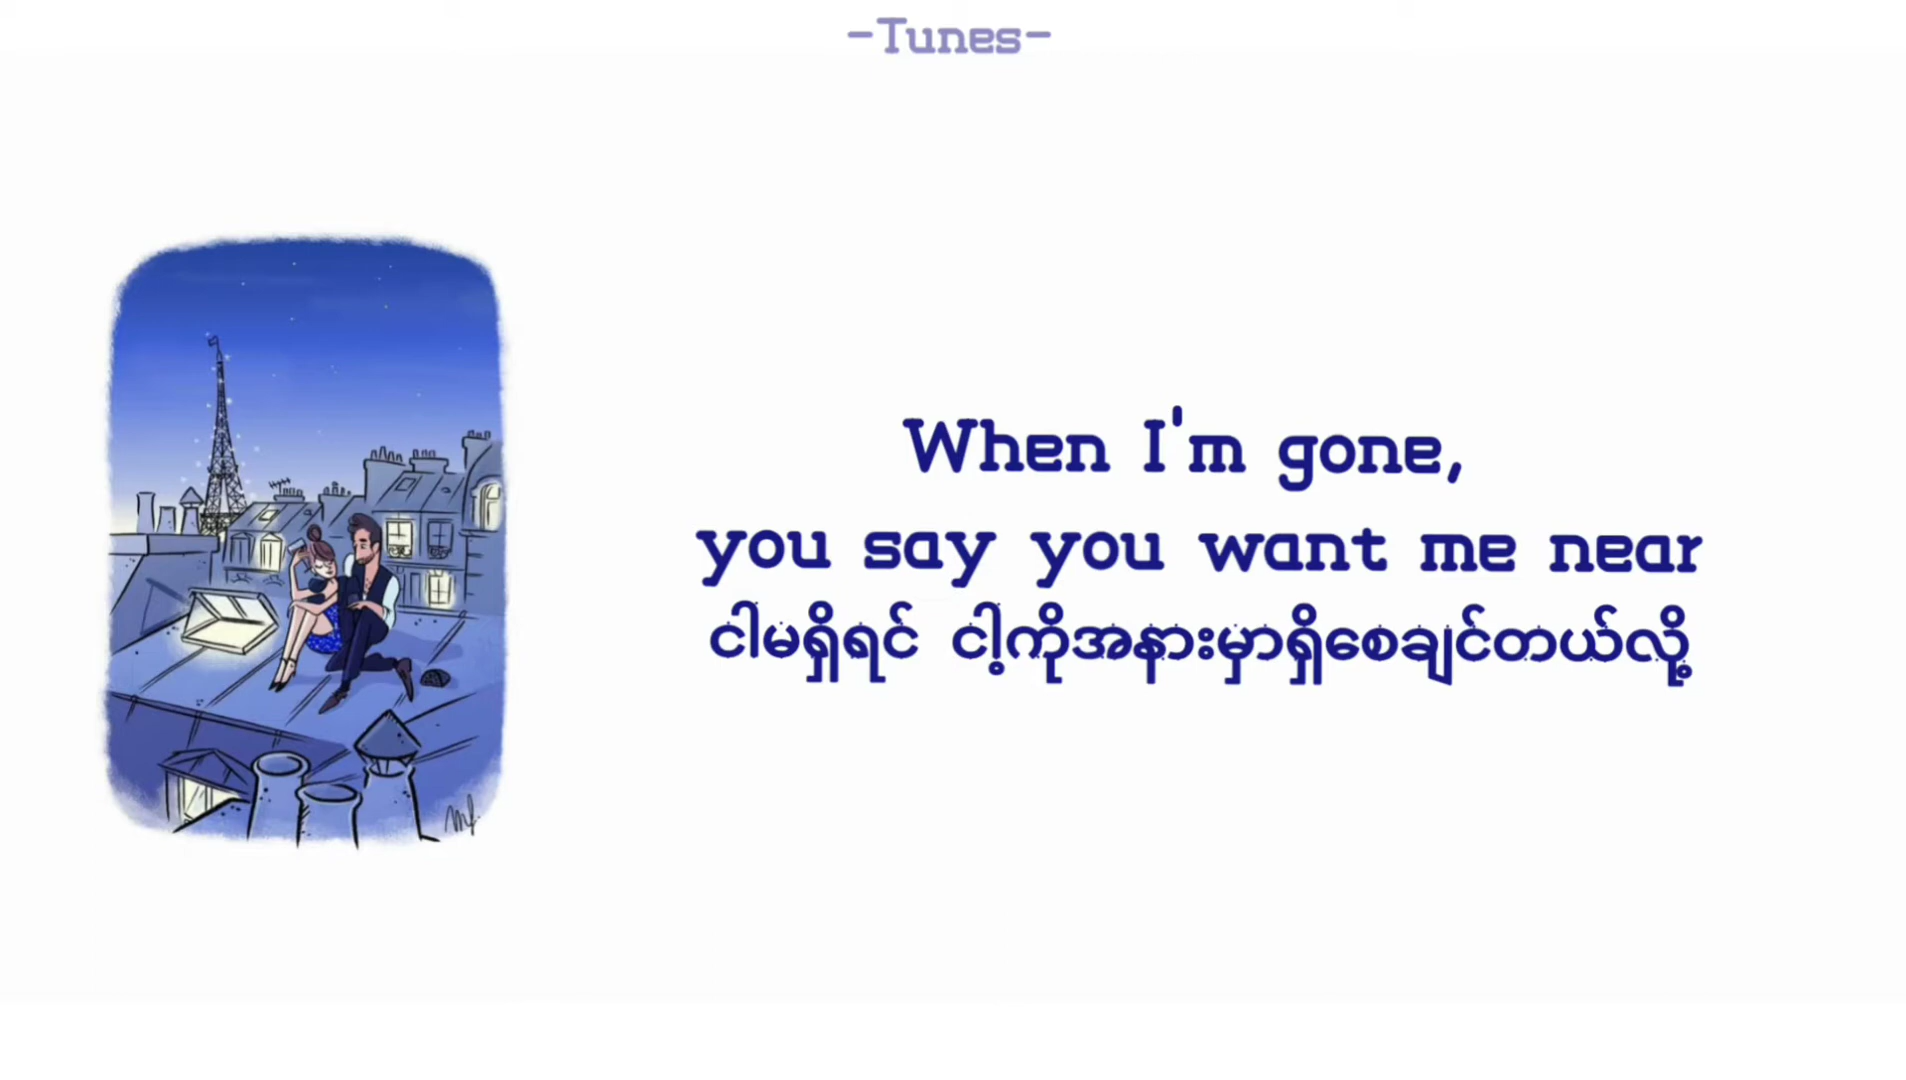 -Tunes-
When I'm gone,
you say you want me near
ငါမရှိရင် ငါ့ကိုအနားမှာရှိစေချင်တယ်လို့